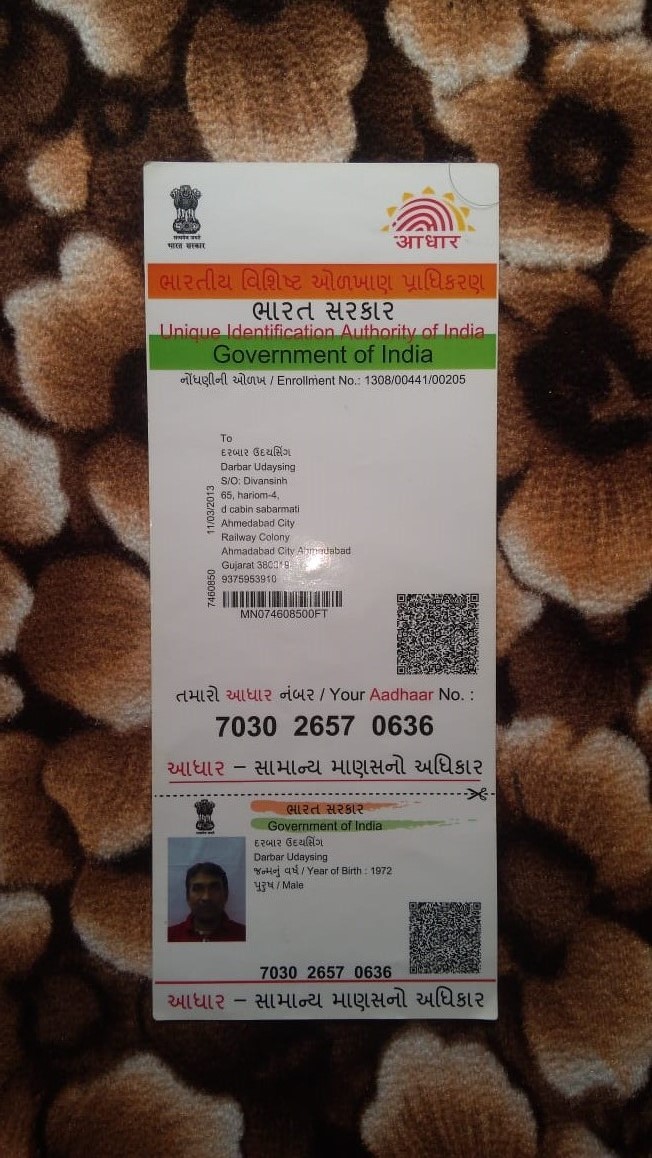 सत्यमेव जयते
भारत सरकार
आधार
ભારતીય વિશિષ્ટ ઓળખાણ પ્રાધિકરણ
ભારત સરકાર
Unique Identification Authority of India
Government of India
નોંધણીની ઓળખ / Enrollment No.: 1308/00441/00205
To
દરબાર ઉદયસિંગ
Darbar Udaysing
S/O: Divansinh
65, hariom-4,
d cabin sabarmati
Ahmedabad City
Railway Colony
Ahmadabad City Ahmedabad
Gujarat
9375953910
11/03/2013
7460850
MN074608500FT
તમારો આધાર નંબર / Your Aadhaar No. :
7030 2657 0636
આધાર – સામાન્ય માણસનો અધિકાર
ભારત સરકાર
Government of India
દરબાર ઉદયસિંગ
Darbar Udaysing
જન્મનું વર્ષ / Year of Birth : 1972
પુરુષ / Male
7030 2657 0636
આધાર – સામાન્ય માણસનો અધિકાર